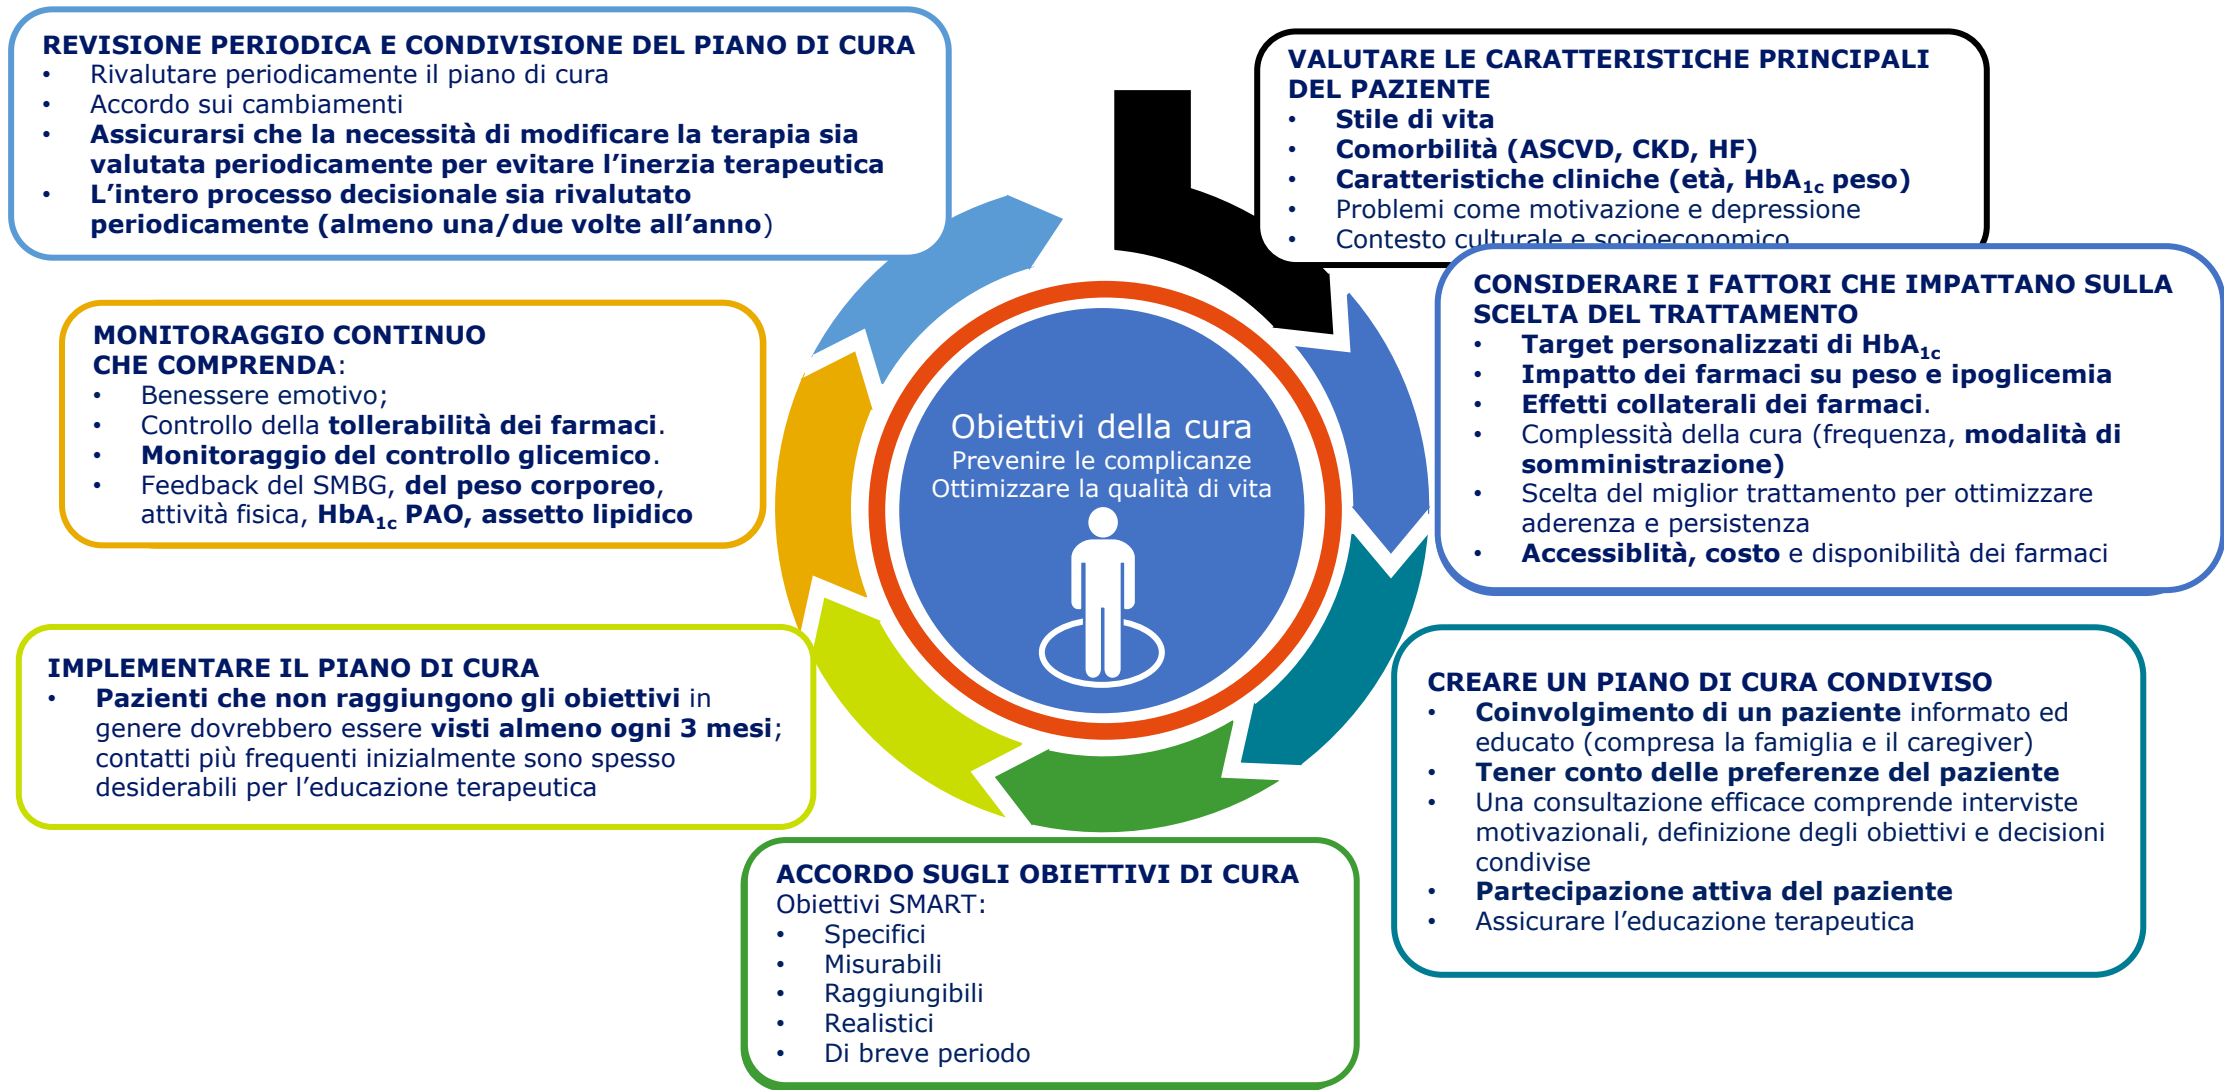 REVISIONE PERIODICA E CONDIVISIONE DEL PIANO DI CURA
• Rivalutare periodicamente il piano di cura
• Accordo sui cambiamenti
• Assicurarsi che la necessità di modificare la terapia sia
valutata periodicamente per evitare l’inerzia terapeutica
• L’intero processo decisionale sia rivalutato
periodicamente (almeno una/due volte all’anno)
VALUTARE LE CARATTERISTICHE PRINCIPALI
DEL PAZIENTE
• Stile di vita
• Comorbilità (ASCVD, CKD, HF)
• Caratteristiche cliniche (età, HbA1c peso)
• Problemi come motivazione e depressione
• Contesto culturale e socioeconomico
CONSIDERARE I FATTORI CHE IMPATTANO SULLA
SCELTA DEL TRATTAMENTO
• Target personalizzati di HbA1c
• Impatto dei farmaci su peso e ipoglicemia
• Effetti collaterali dei farmaci.
• Complessità della cura (frequenza, modalità di
somministrazione)
• Scelta del miglior trattamento per ottimizzare
aderenza e persistenza
• Accessiblità, costo e disponibilità dei farmaci
CREARE UN PIANO DI CURA CONDIVISO
• Coinvolgimento di un paziente informato ed
educato (compresa la famiglia e il caregiver)
• Tener conto delle preferenze del paziente
• Una consultazione efficace comprende interviste
motivazionali, definizione degli obiettivi e decisioni
condivise
• Partecipazione attiva del paziente
• Assicurare l’educazione terapeutica
ACCORDO SUGLI OBIETTIVI DI CURA
Obiettivi SMART:
• Specifici
• Misurabili
• Raggiungibili
• Realistici
• Di breve periodo
IMPLEMENTARE IL PIANO DI CURA
• Pazienti che non raggiungono gli obiettivi in
genere dovrebbero essere visti almeno ogni 3 mesi;
contatti più frequenti inizialmente sono spesso
desiderabili per l’educazione terapeutica
MONITORAGGIO CONTINUO
CHE COMPRENDA:
• Benessere emotivo;
• Controllo della tollerabilità dei farmaci.
• Monitoraggio del controllo glicemico.
• Feedback del SMBG, del peso corporeo,
attività fisica, HbA1c PAO, assetto lipidico
Obiettivi della cura
Prevenire le complicanze
Ottimizzare la qualità di vita